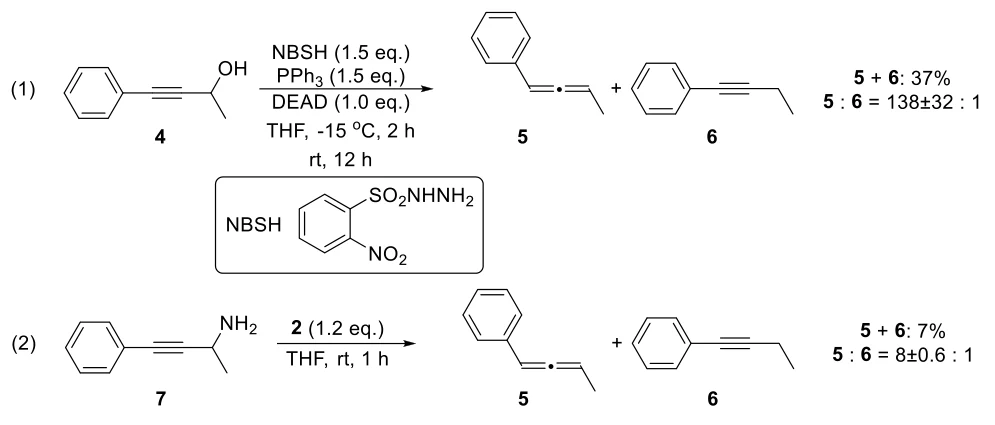 (1)
OH
4
NBSH (1.5 eq.)
PPh3 (1.5 eq.)
DEAD (1.0 eq.)
THF, -15 °C, 2 h
rt, 12 h
5
+
6
5 + 6: 37%
5 : 6 = 138±32 : 1
NBSH
SO2NHNH2
NO2
(2)
NH2
7
2 (1.2 eq.)
THF, rt, 1 h
5
+
6
5 + 6: 7%
5 : 6 = 8±0.6 : 1